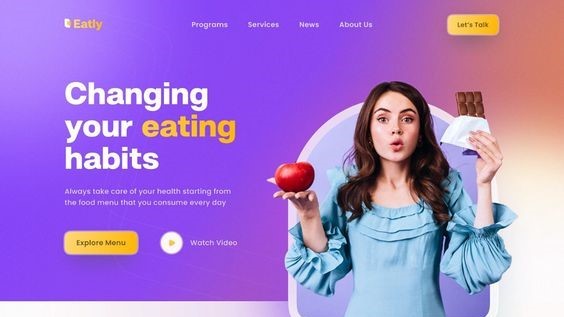 Eatly
Programs
Services
News
About Us
Let's Talk
Changing
your eating
habits
Always take care of your health starting from
the food menu that you consume every day
Explore Menu
Watch Video